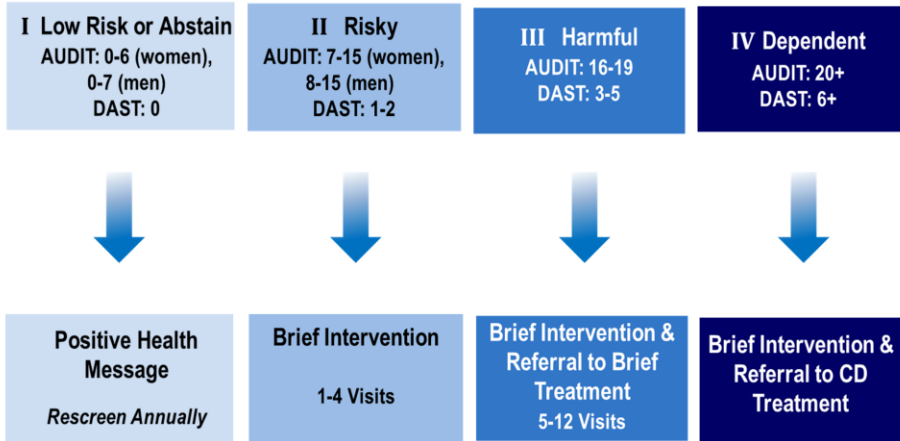 I Low Risk or Abstain
AUDIT: 0-6 (women),
0-7 (men)
DAST: 0
II Risky
AUDIT: 7-15 (women),
8-15 (men)
DAST: 1-2
III Harmful
AUDIT: 16-19
DAST: 3-5
IV Dependent
AUDIT: 20+
DAST: 6+
Positive Health
Message
Rescreen Annually
Brief Intervention
1-4 Visits
Brief Intervention &
Referral to Brief
Treatment
5-12 Visits
Brief Intervention &
Referral to CD
Treatment